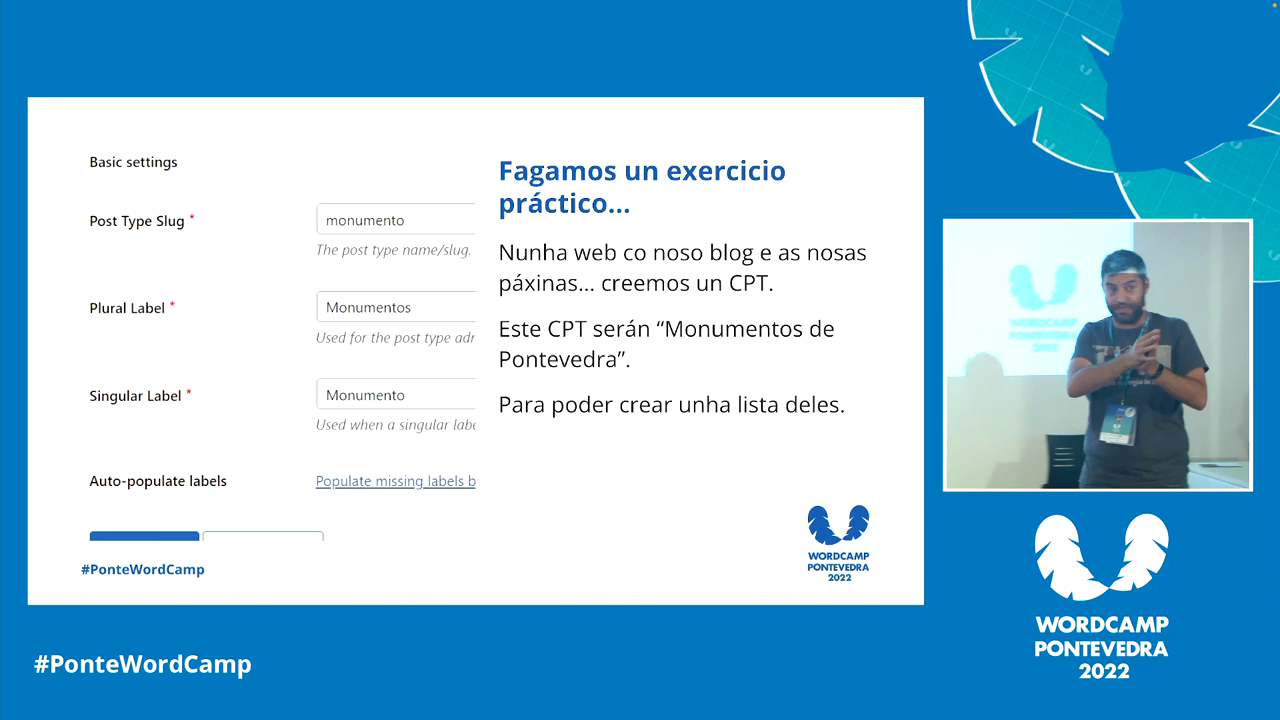 Basic settings
Post Type Slug *
monumento
The post type name/slug.
Plural Label *
Monumentos
Used for the post type adr
Singular Label *
Monumento
Used when a singular labe
Auto-populate labels
Populate missing labels b
#PonteWordCamp
Fagamos un exercicio
práctico...
Nunha web co noso blog e as nosas
páxinas... creemos un CPT.
Este CPT serán “Monumentos de
Pontevedra”.
Para poder crear unha lista deles.
WORDCAMP
PONTEVEDRA
2022
WORDCAMP
PONTEVEDRA
2022
WORDCAMP
PONTEVEDRA
2022
#PonteWordCamp